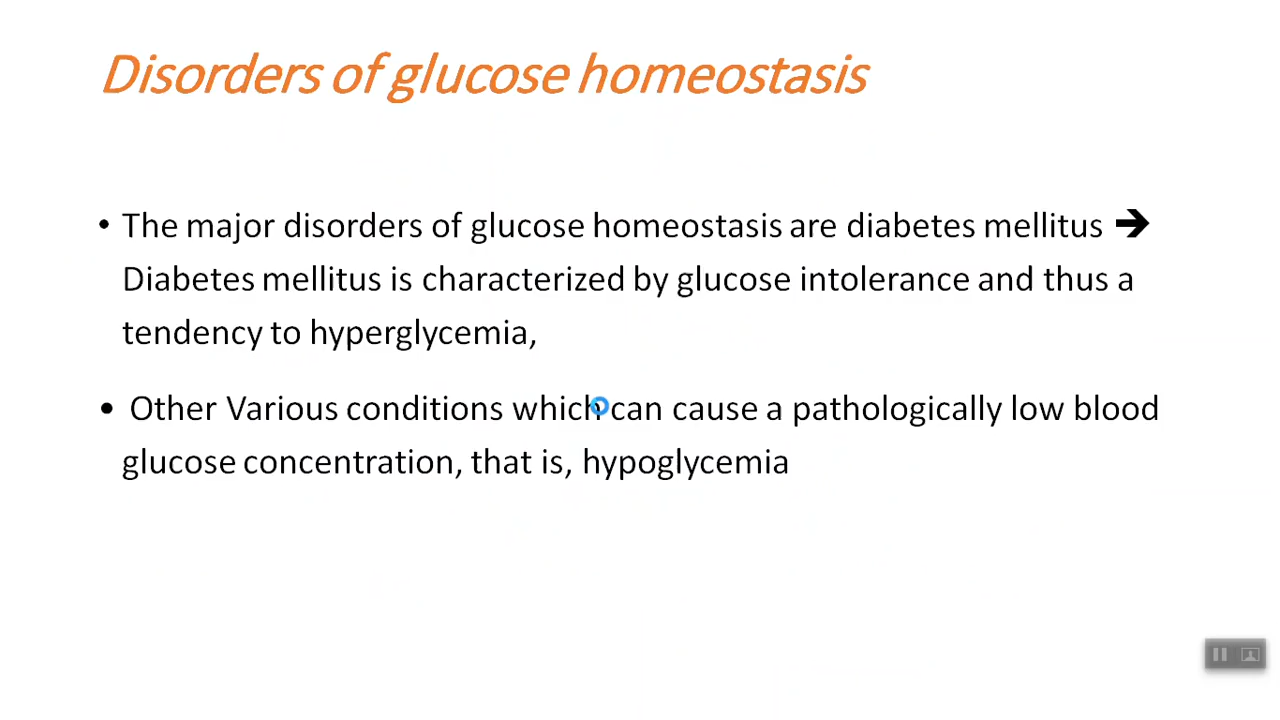 Disorders of glucose homeostasis
• The major disorders of glucose homeostasis are diabetes mellitus ➔
Diabetes mellitus is characterized by glucose intolerance and thus a
tendency to hyperglycemia,
• Other Various conditions which can cause a pathologically low blood
glucose concentration, that is, hypoglycemia